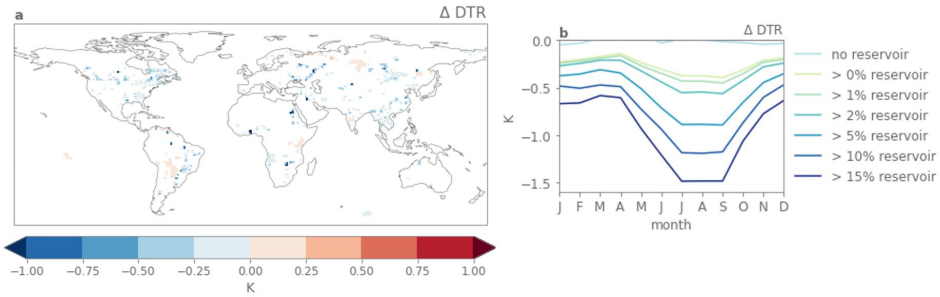 a
Δ DTR
−1.00 −0.75 −0.50 −0.25 0.00 0.25 0.50 0.75 1.00
K
b
Δ DTR
0.0
−0.5
−1.0
−1.5
K
J F M A M J J A S O N D
month
no reservoir
> 0% reservoir
> 1% reservoir
> 2% reservoir
> 5% reservoir
> 10% reservoir
> 15% reservoir